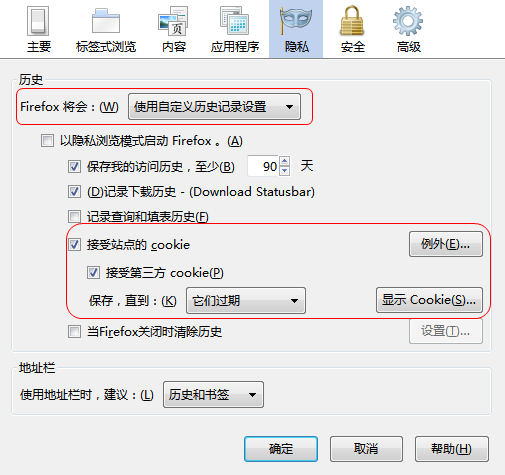 主要 标签式浏览 内容 应用程序 隐私 安全 高级
历史
Firefox 将会：(W) 使用自定义历史记录设置
以隐私浏览模式启动 Firefox 。(A)
保存我的访问历史，至少(B) 90 天
(D)记录下载历史 - (Download Statusbar)
记录查询和填表历史(F)
接受站点的 cookie 例外(E)...
接受第三方 cookie(P)
保存，直到：(K) 它们过期 显示 Cookie(S)...
当Firefox关闭时清除历史 设置(T)...
地址栏
使用地址栏时，建议：(L) 历史和书签
确定 取消 帮助(H)